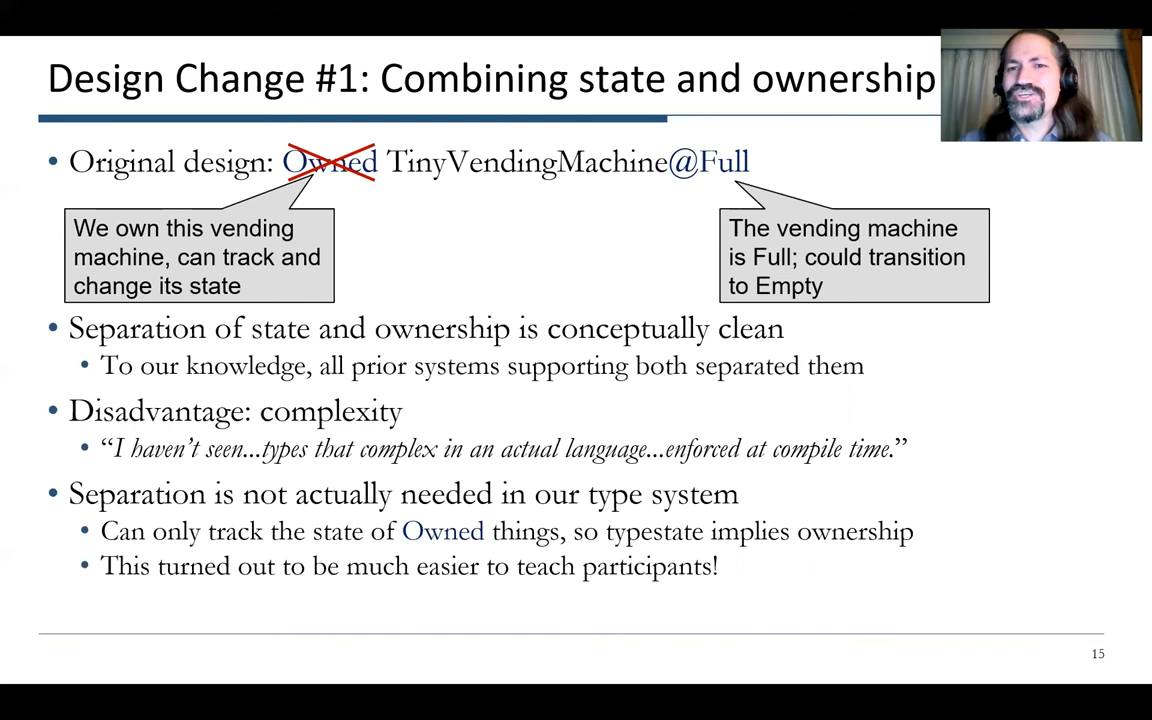 Design Change #1: Combining state and ownership
• Original design: Owned TinyVendingMachine@Full
We own this vending
machine, can track and
change its state
The vending machine
is Full; could transition
to Empty
• Separation of state and ownership is conceptually clean
• To our knowledge, all prior systems supporting both separated them
• Disadvantage: complexity
• “I haven’t seen...types that complex in an actual language...enforced at compile time.”
• Separation is not actually needed in our type system
• Can only track the state of Owned things, so typestate implies ownership
• This turned out to be much easier to teach participants!
15